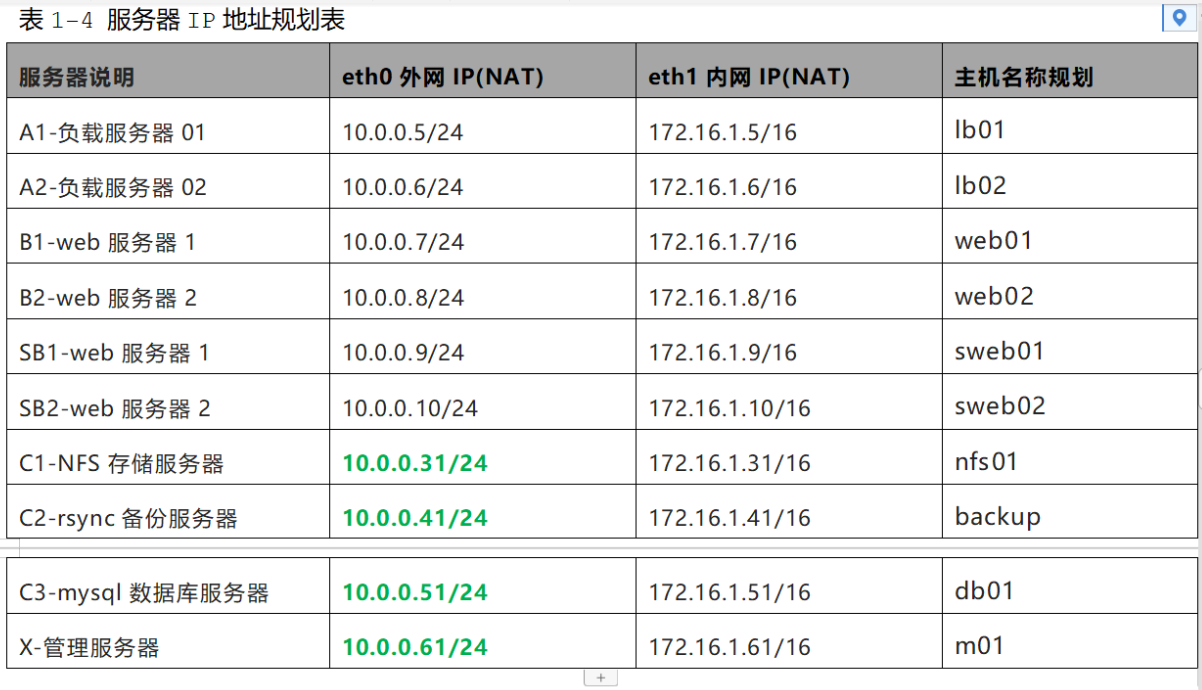 表 1-4 服务器 IP 地址规划表
服务器说明 eth0 外网 IP(NAT) eth1 内网 IP(NAT) 主机名称规划
A1-负载服务器 01 10.0.0.5/24 172.16.1.5/16 lb01
A2-负载服务器 02 10.0.0.6/24 172.16.1.6/16 lb02
B1-web 服务器 1 10.0.0.7/24 172.16.1.7/16 web01
B2-web 服务器 2 10.0.0.8/24 172.16.1.8/16 web02
SB1-web 服务器 1 10.0.0.9/24 172.16.1.9/16 sweb01
SB2-web 服务器 2 10.0.0.10/24 172.16.1.10/16 sweb02
C1-NFS 存储服务器 10.0.0.31/24 172.16.1.31/16 nfs01
C2-rsync 备份服务器 10.0.0.41/24 172.16.1.41/16 backup
C3-mysql 数据库服务器 10.0.0.51/24 172.16.1.51/16 db01
X-管理服务器 10.0.0.61/24 172.16.1.61/16 m01